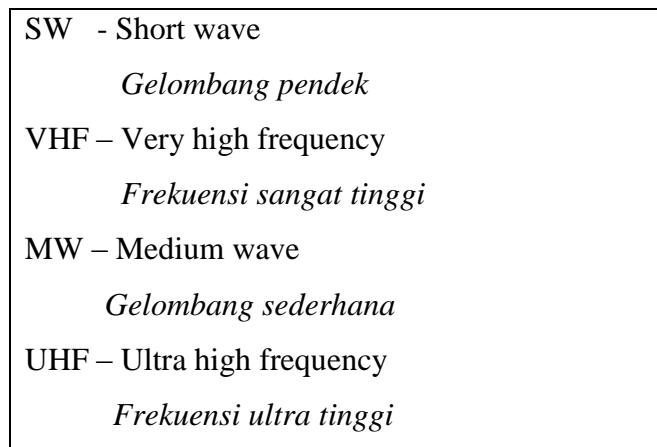 SW - Short wave
Gelombang pendek
VHF – Very high frequency
Frekuensi sangat tinggi
MW – Medium wave
Gelombang sederhana
UHF – Ultra high frequency
Frekuensi ultra tinggi